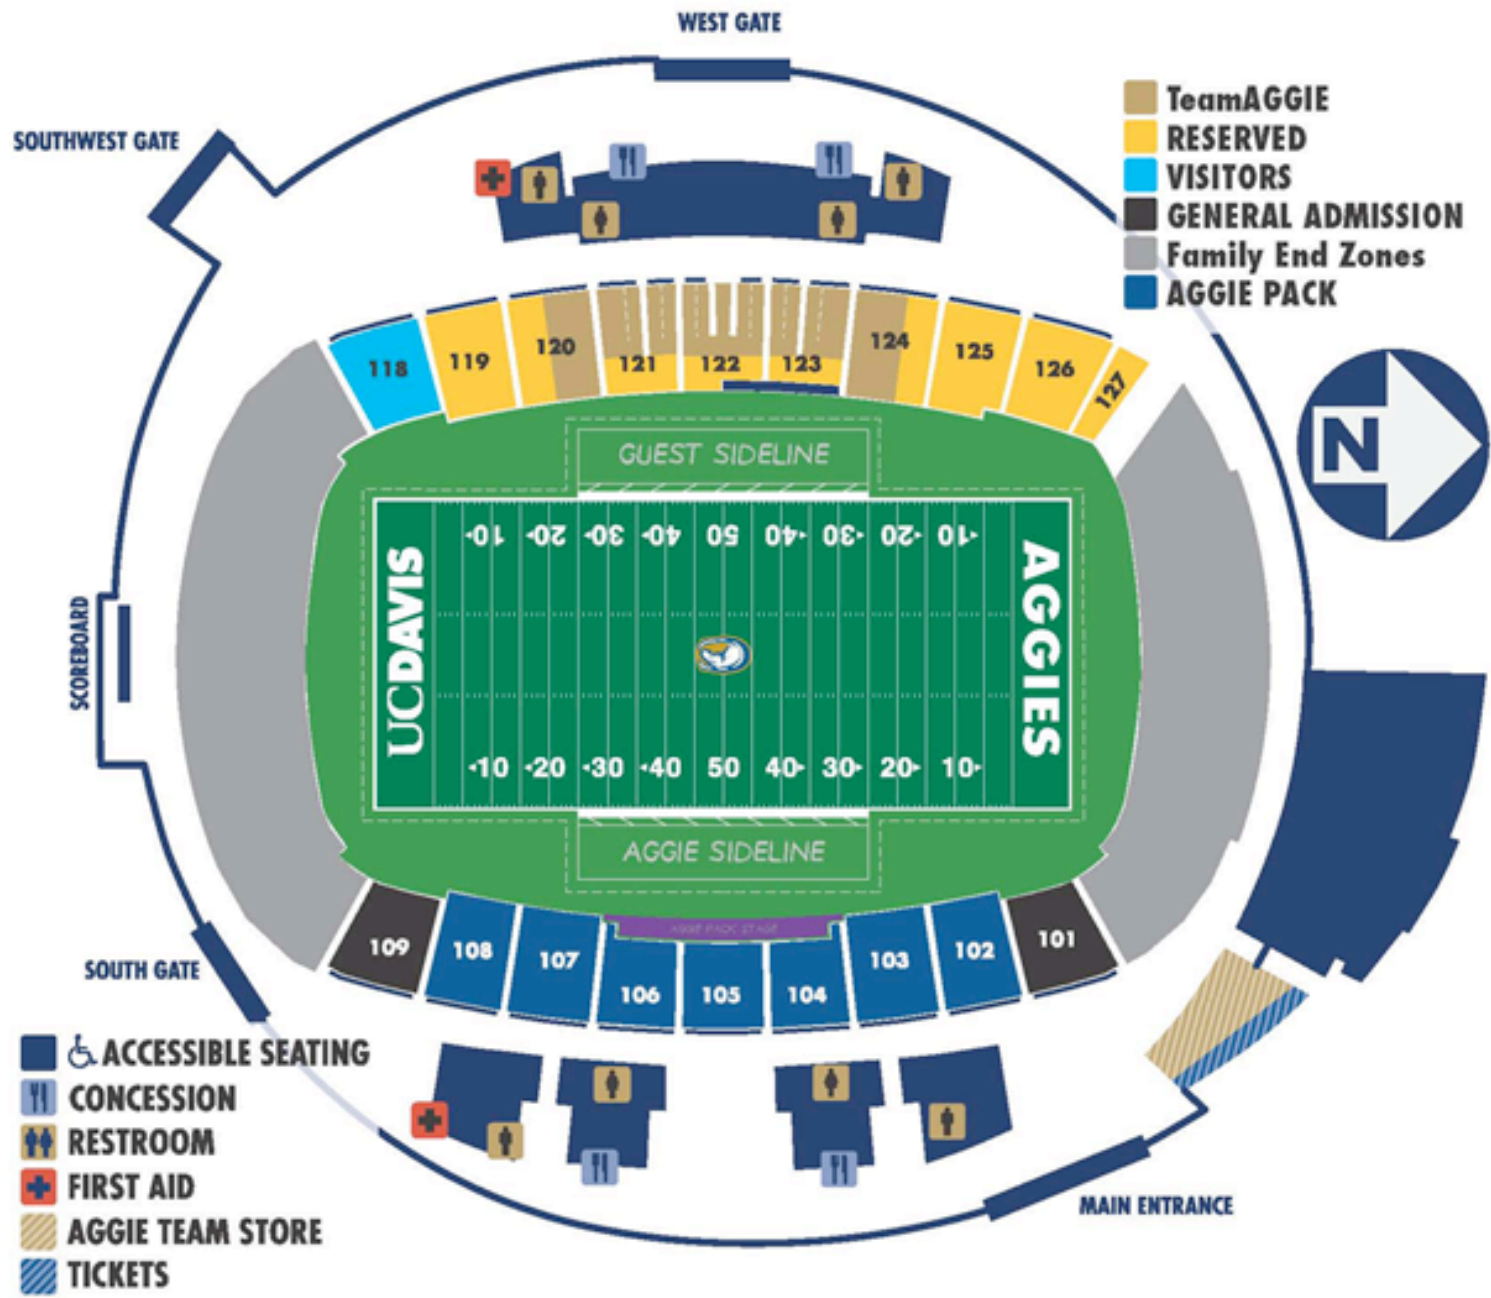 WEST GATE
SOUTHWEST GATE
TeamAGGIE
RESERVED
VISITORS
GENERAL ADMISSION
Family End Zones
AGGIE PACK
118
119
120
121
122
123
124
125
126
127
N
GUEST SIDELINE
10 20 30 40 50 40 30 20 10
UCDAVIS
AGGIES
SCOREBOARD
10 20 30 40 50 40 30 20 10
AGGIE SIDELINE
AGGIE PACK STAGE
109
108
107
106
105
104
103
102
101
SOUTH GATE
ACCESSIBLE SEATING
CONCESSION
RESTROOM
FIRST AID
AGGIE TEAM STORE
TICKETS
MAIN ENTRANCE